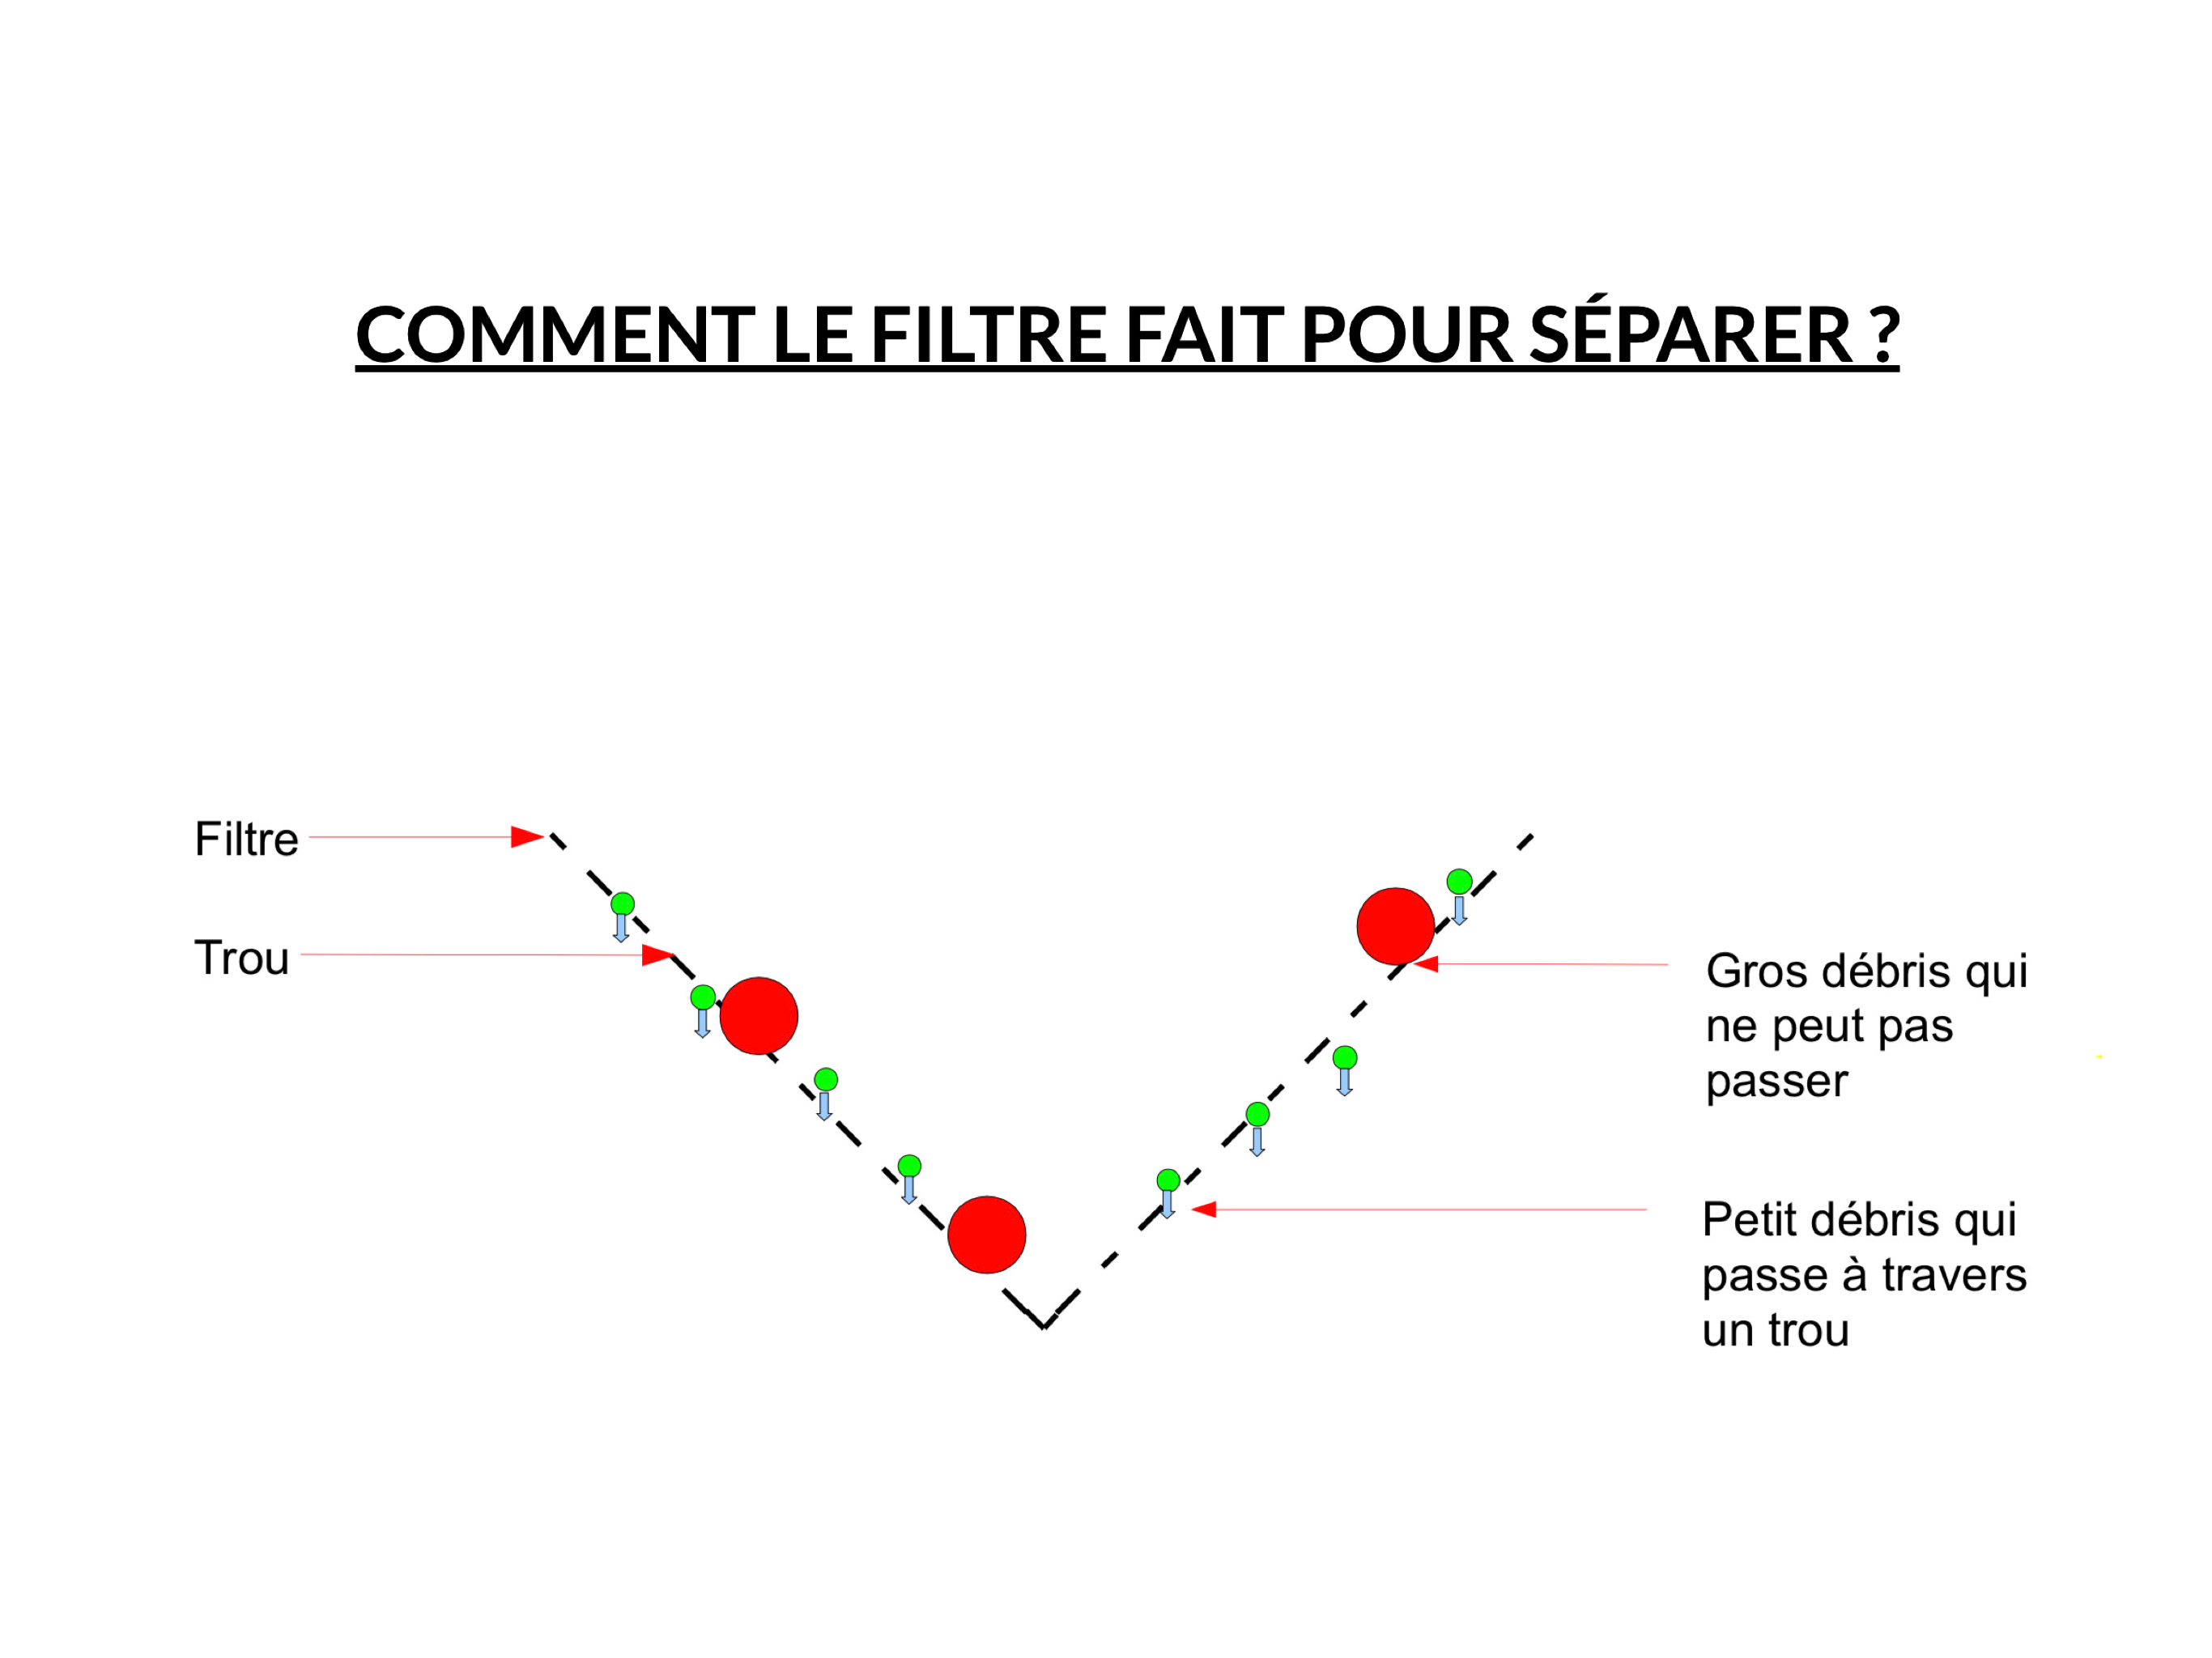 COMMENT LE FILTRE FAIT POUR SÉPARER ?
Filtre
Trou
Gros débris qui
ne peut pas
passer
Petit débris qui
passe à travers
un trou